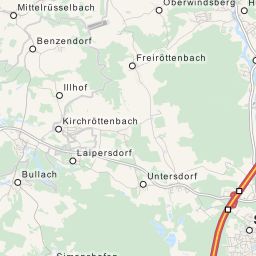 Mittelrüsselbach
Oberwindsberg
Benzendorf
Freiröttenbach
Illhof
Kirchröttenbach
Laipersdorf
Bullach
Untersdorf